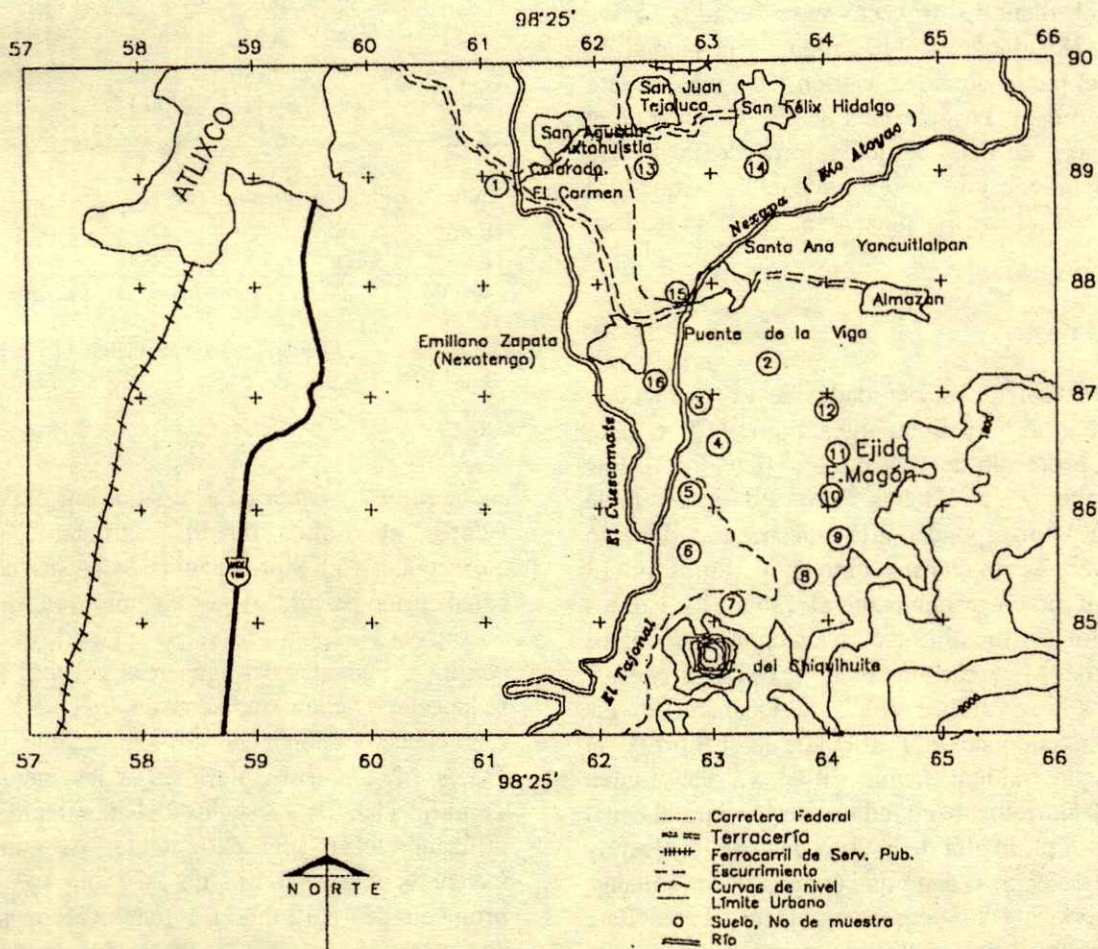 98°25'
57 58 59 60 61 62 63 64 65 66
90
ATLIXCO
San Juan
Tejaluca
San Félix Hidalgo
San Agustín
Ixtahuixtla
Colorado.
El Carmen
1
13
14
89
Nexapa ( Río Atoyac )
Santa Ana Yancuitlalpan
88
15
Almazán
Emiliano Zapata
(Nexatengo)
Puente de la Viga
2
16
87
3
12
4
11
Ejido
F. Magón
1800
5
10
86
El Cuescomate
6
9
8
7
85
El Tajonal
C. del Chiquihuite
2000
57 58 59 60 61 62 63 64 65 66
98°25'
NORTE
Carretera Federal
Terracería
Ferrocarril de Serv. Pub.
Escurrimiento
Curvas de nivel
Límite Urbano
Suelo, No de muestra
Río